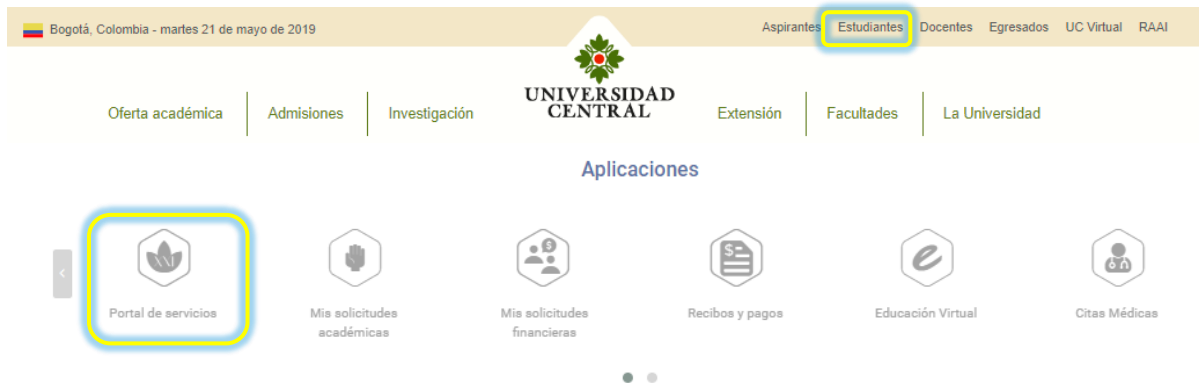 Bogotá, Colombia - martes 21 de mayo de 2019
Aspirantes Estudiantes Docentes Egresados UC Virtual RAAI
UNIVERSIDAD
CENTRAL
Oferta académica Admisiones Investigación Extensión Facultades La Universidad
Aplicaciones
XXI
$
$
Portal de servicios Mis solicitudes Mis solicitudes Recibos y pagos Educación Virtual Citas Médicas
académicas financieras